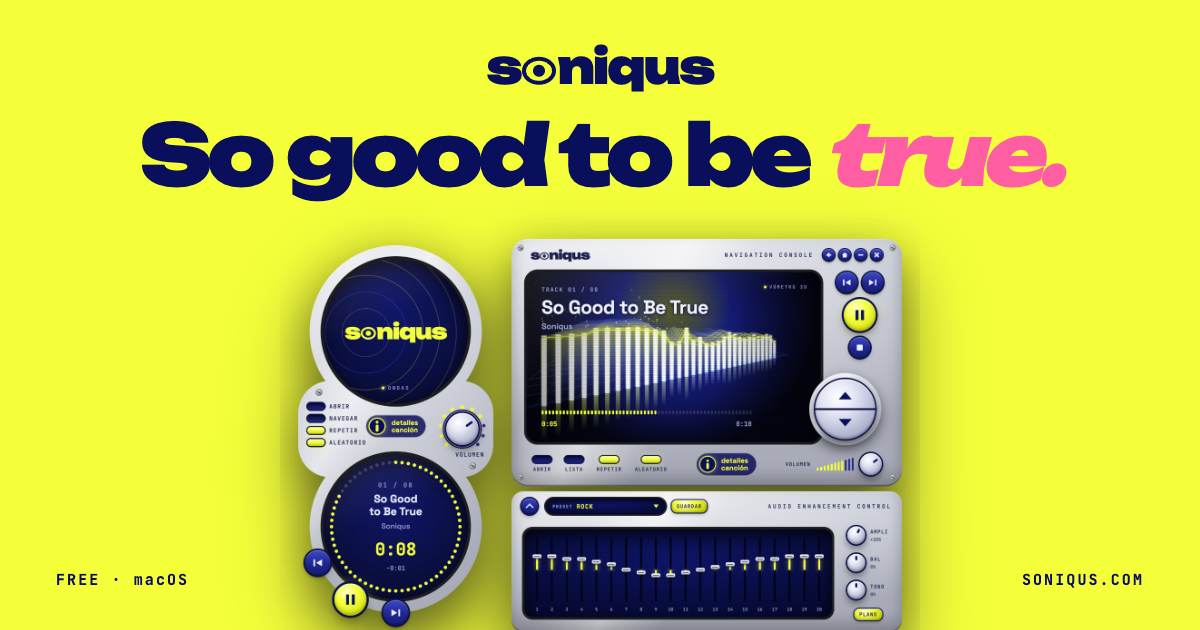 soniqus
So good to be true.
soniqus
NAVIGATION CONSOLE
TRACK 01 / 08
VÚMETRO 3D
So Good to Be True
Soniqus
0:05
0:10
ABRIR
LISTA
REPETIR
ALEATORIO
detalles
canción
VOLUMEN
soniqus
ONDAS
ABRIR
NAVEGAR
REPETIR
ALEATORIO
detalles
canción
VOLUMEN
01 / 08
So Good
to Be True
Soniqus
0:08
-0:01
PRESET ROCK
GUARDAR
AUDIO ENHANCEMENT CONTROL
AMPLI
BAL
0%
TONO
0%
PLANO
1 2 3 4 5 6 7 8 9 10 11 12 13 14 15 16 17 18 19 20
FREE · macOS
SONIQUS.COM